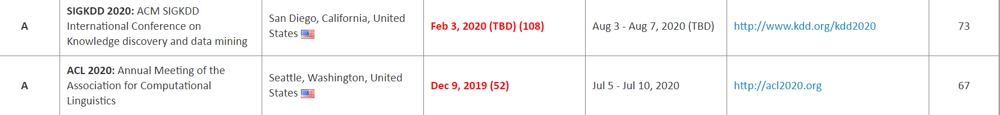 A
SIGKDD 2020: ACM SIGKDD
International Conference on
Knowledge discovery and data mining
San Diego, California, United
States
Feb 3, 2020 (TBD) (108)
Aug 3 - Aug 7, 2020 (TBD)
http://www.kdd.org/kdd2020
73
A
ACL 2020: Annual Meeting of the
Association for Computational
Linguistics
Seattle, Washington, United
States
Dec 9, 2019 (52)
Jul 5 - Jul 10, 2020
http://acl2020.org
67